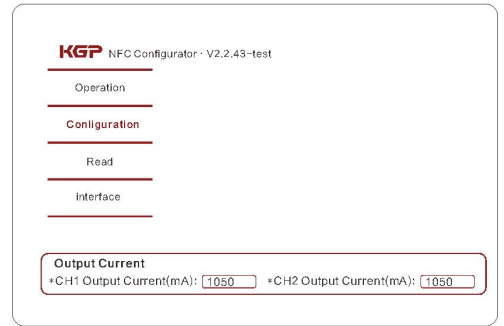 KGP NFC Configurator · V2,2,43-test
Operation
Conliguration
Read
interface
Output Current
*CH1 Output Current(mA): 1050 *CH2 Output Current(mA): 1050